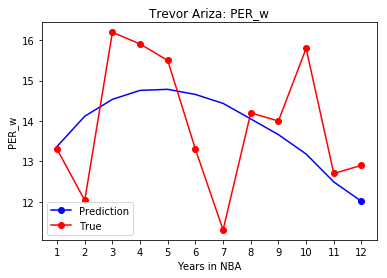 Trevor Ariza: PER_w
PER_w
16
15
14
13
12
Prediction
True
1 2 3 4 5 6 7 8 9 10 11 12
Years in NBA